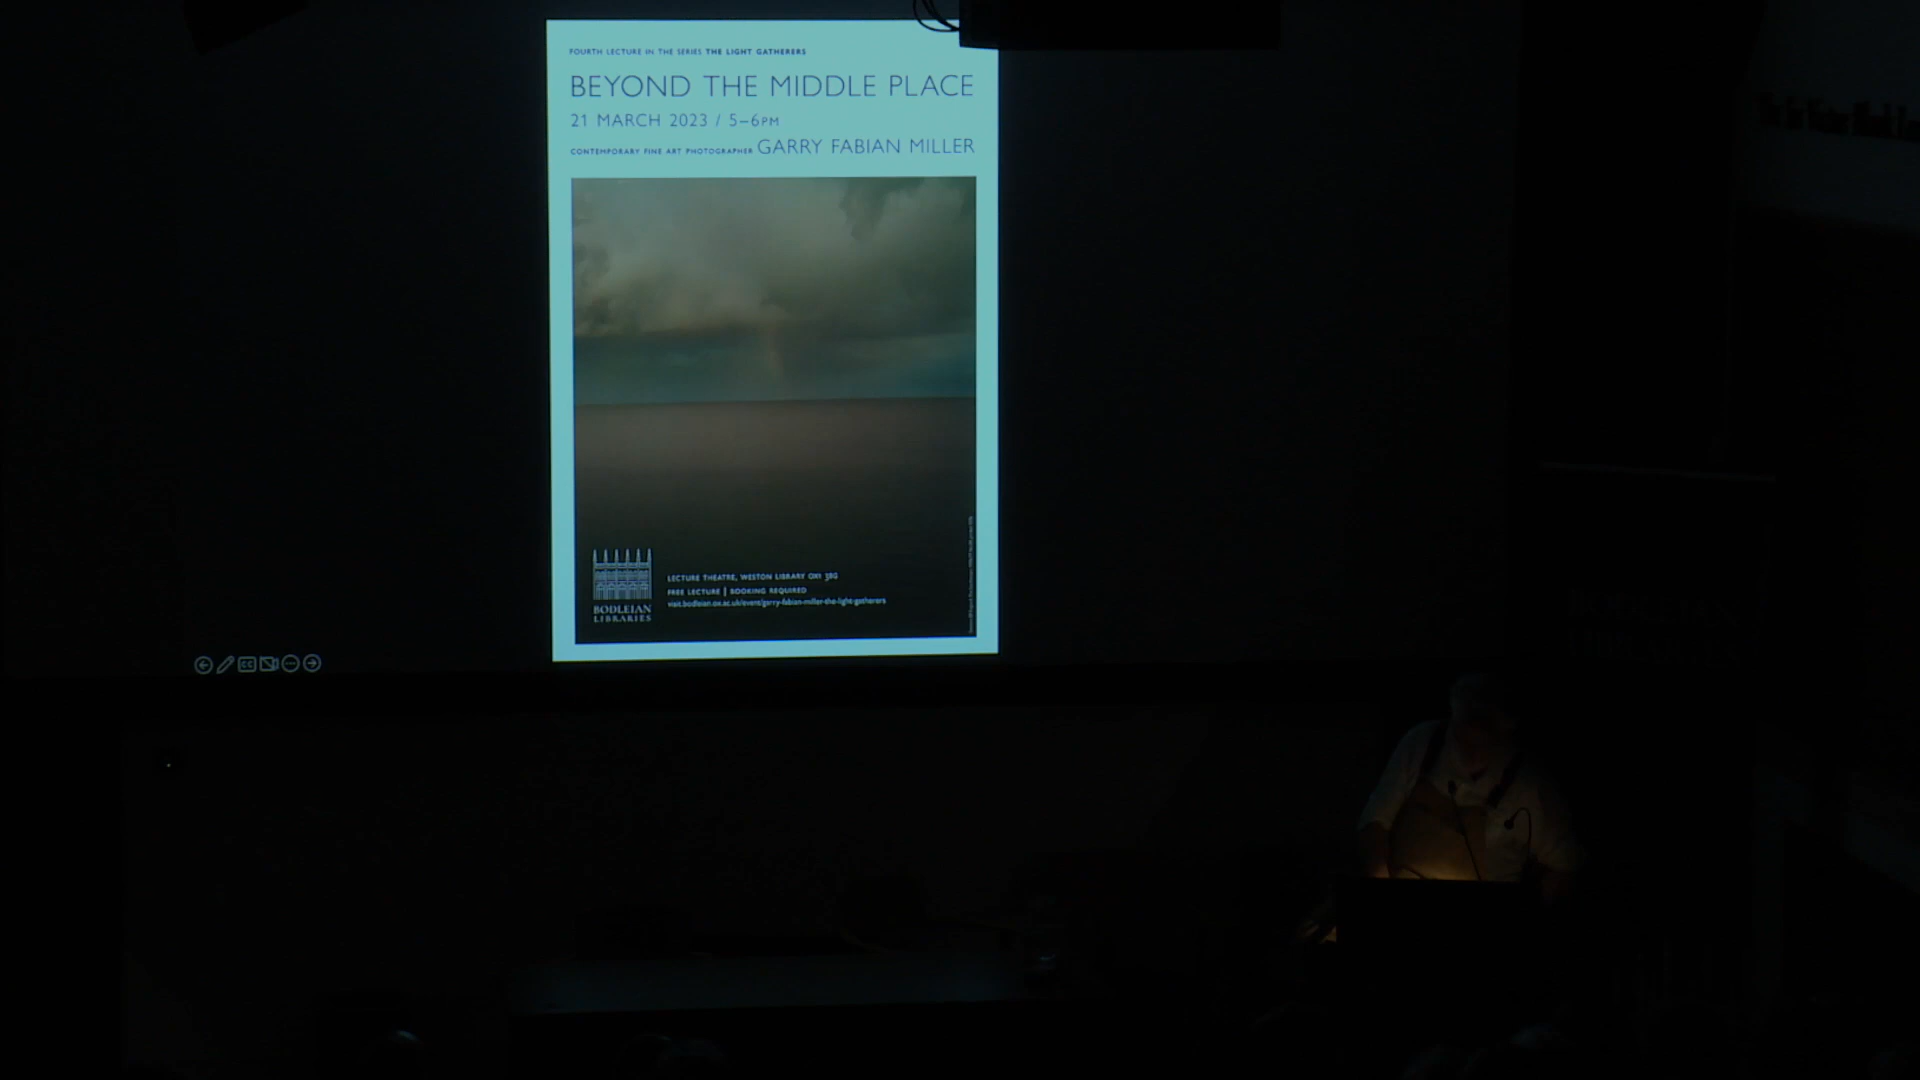 FOURTH LECTURE IN THE SERIES THE LIGHT GATHERERS
BEYOND THE MIDDLE PLACE
21 MARCH 2023 / 5–6PM
CONTEMPORARY FINE ART PHOTOGRAPHER GARRY FABIAN MILLER
LECTURE THEATRE, WESTON LIBRARY OX1 3BG
FREE LECTURE | BOOKING REQUIRED
visit.bodleian.ox.ac.uk/event/garry-fabian-miller-the-light-gatherers
BODLEIAN
LIBRARIES
CC